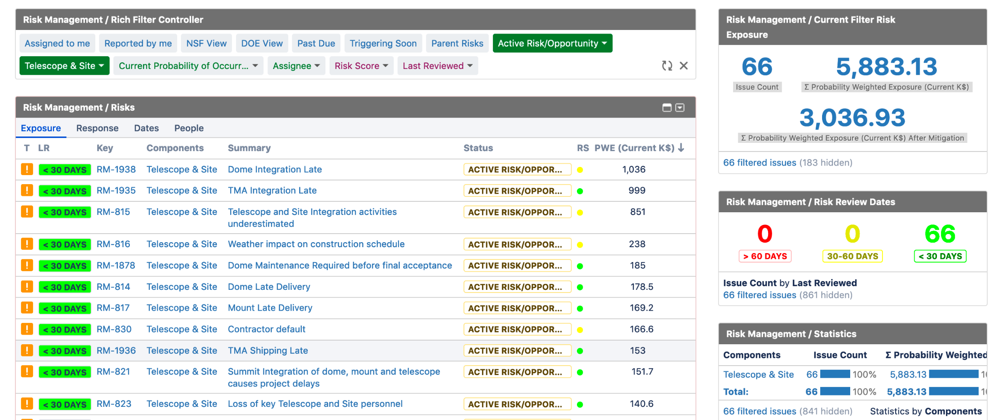 Risk Management / Rich Filter Controller
Assigned to me Reported by me NSF View DOE View Past Due Triggering Soon Parent Risks Active Risk/Opportunity
Telescope & Site Current Probability of Occurr... Assignee Risk Score Last Reviewed
Risk Management / Risks
Exposure Response Dates People
T LR Key Components Summary Status RS PWE (Current K$) ↓
! < 30 DAYS RM-1938 Telescope & Site Dome Integration Late ACTIVE RISK/OPPOR... 1,036
! < 30 DAYS RM-1935 Telescope & Site TMA Integration Late ACTIVE RISK/OPPOR... 999
! < 30 DAYS RM-815 Telescope & Site Telescope and Site Integration activities ACTIVE RISK/OPPOR... 851
underestimated
! < 30 DAYS RM-816 Telescope & Site Weather impact on construction schedule ACTIVE RISK/OPPOR... 238
! < 30 DAYS RM-1878 Telescope & Site Dome Maintenance Required before final acceptance ACTIVE RISK/OPPOR... 185
! < 30 DAYS RM-814 Telescope & Site Dome Late Delivery ACTIVE RISK/OPPOR... 178.5
! < 30 DAYS RM-817 Telescope & Site Mount Late Delivery ACTIVE RISK/OPPOR... 169.2
! < 30 DAYS RM-830 Telescope & Site Contractor default ACTIVE RISK/OPPOR... 166.6
! < 30 DAYS RM-1936 Telescope & Site TMA Shipping Late ACTIVE RISK/OPPOR... 153
! < 30 DAYS RM-821 Telescope & Site Summit Integration of dome, mount and telescope ACTIVE RISK/OPPOR... 151.7
causes project delays
! < 30 DAYS RM-823 Telescope & Site Loss of key Telescope and Site personnel ACTIVE RISK/OPPOR... 140.6
Risk Management / Current Filter Risk
Exposure
66 5,883.13
Issue Count Σ Probability Weighted Exposure (Current K$)
3,036.93
Σ Probability Weighted Exposure (Current K$) After Mitigation
66 filtered issues (183 hidden)
Risk Management / Risk Review Dates
0 0 66
> 60 DAYS 30-60 DAYS < 30 DAYS
Issue Count by Last Reviewed
66 filtered issues (861 hidden)
Risk Management / Statistics
Components Issue Count Σ Probability Weighted
Telescope & Site 66 100% 5,883.13
Total: 66 100% 5,883.13
66 filtered issues (841 hidden) Statistics by Components